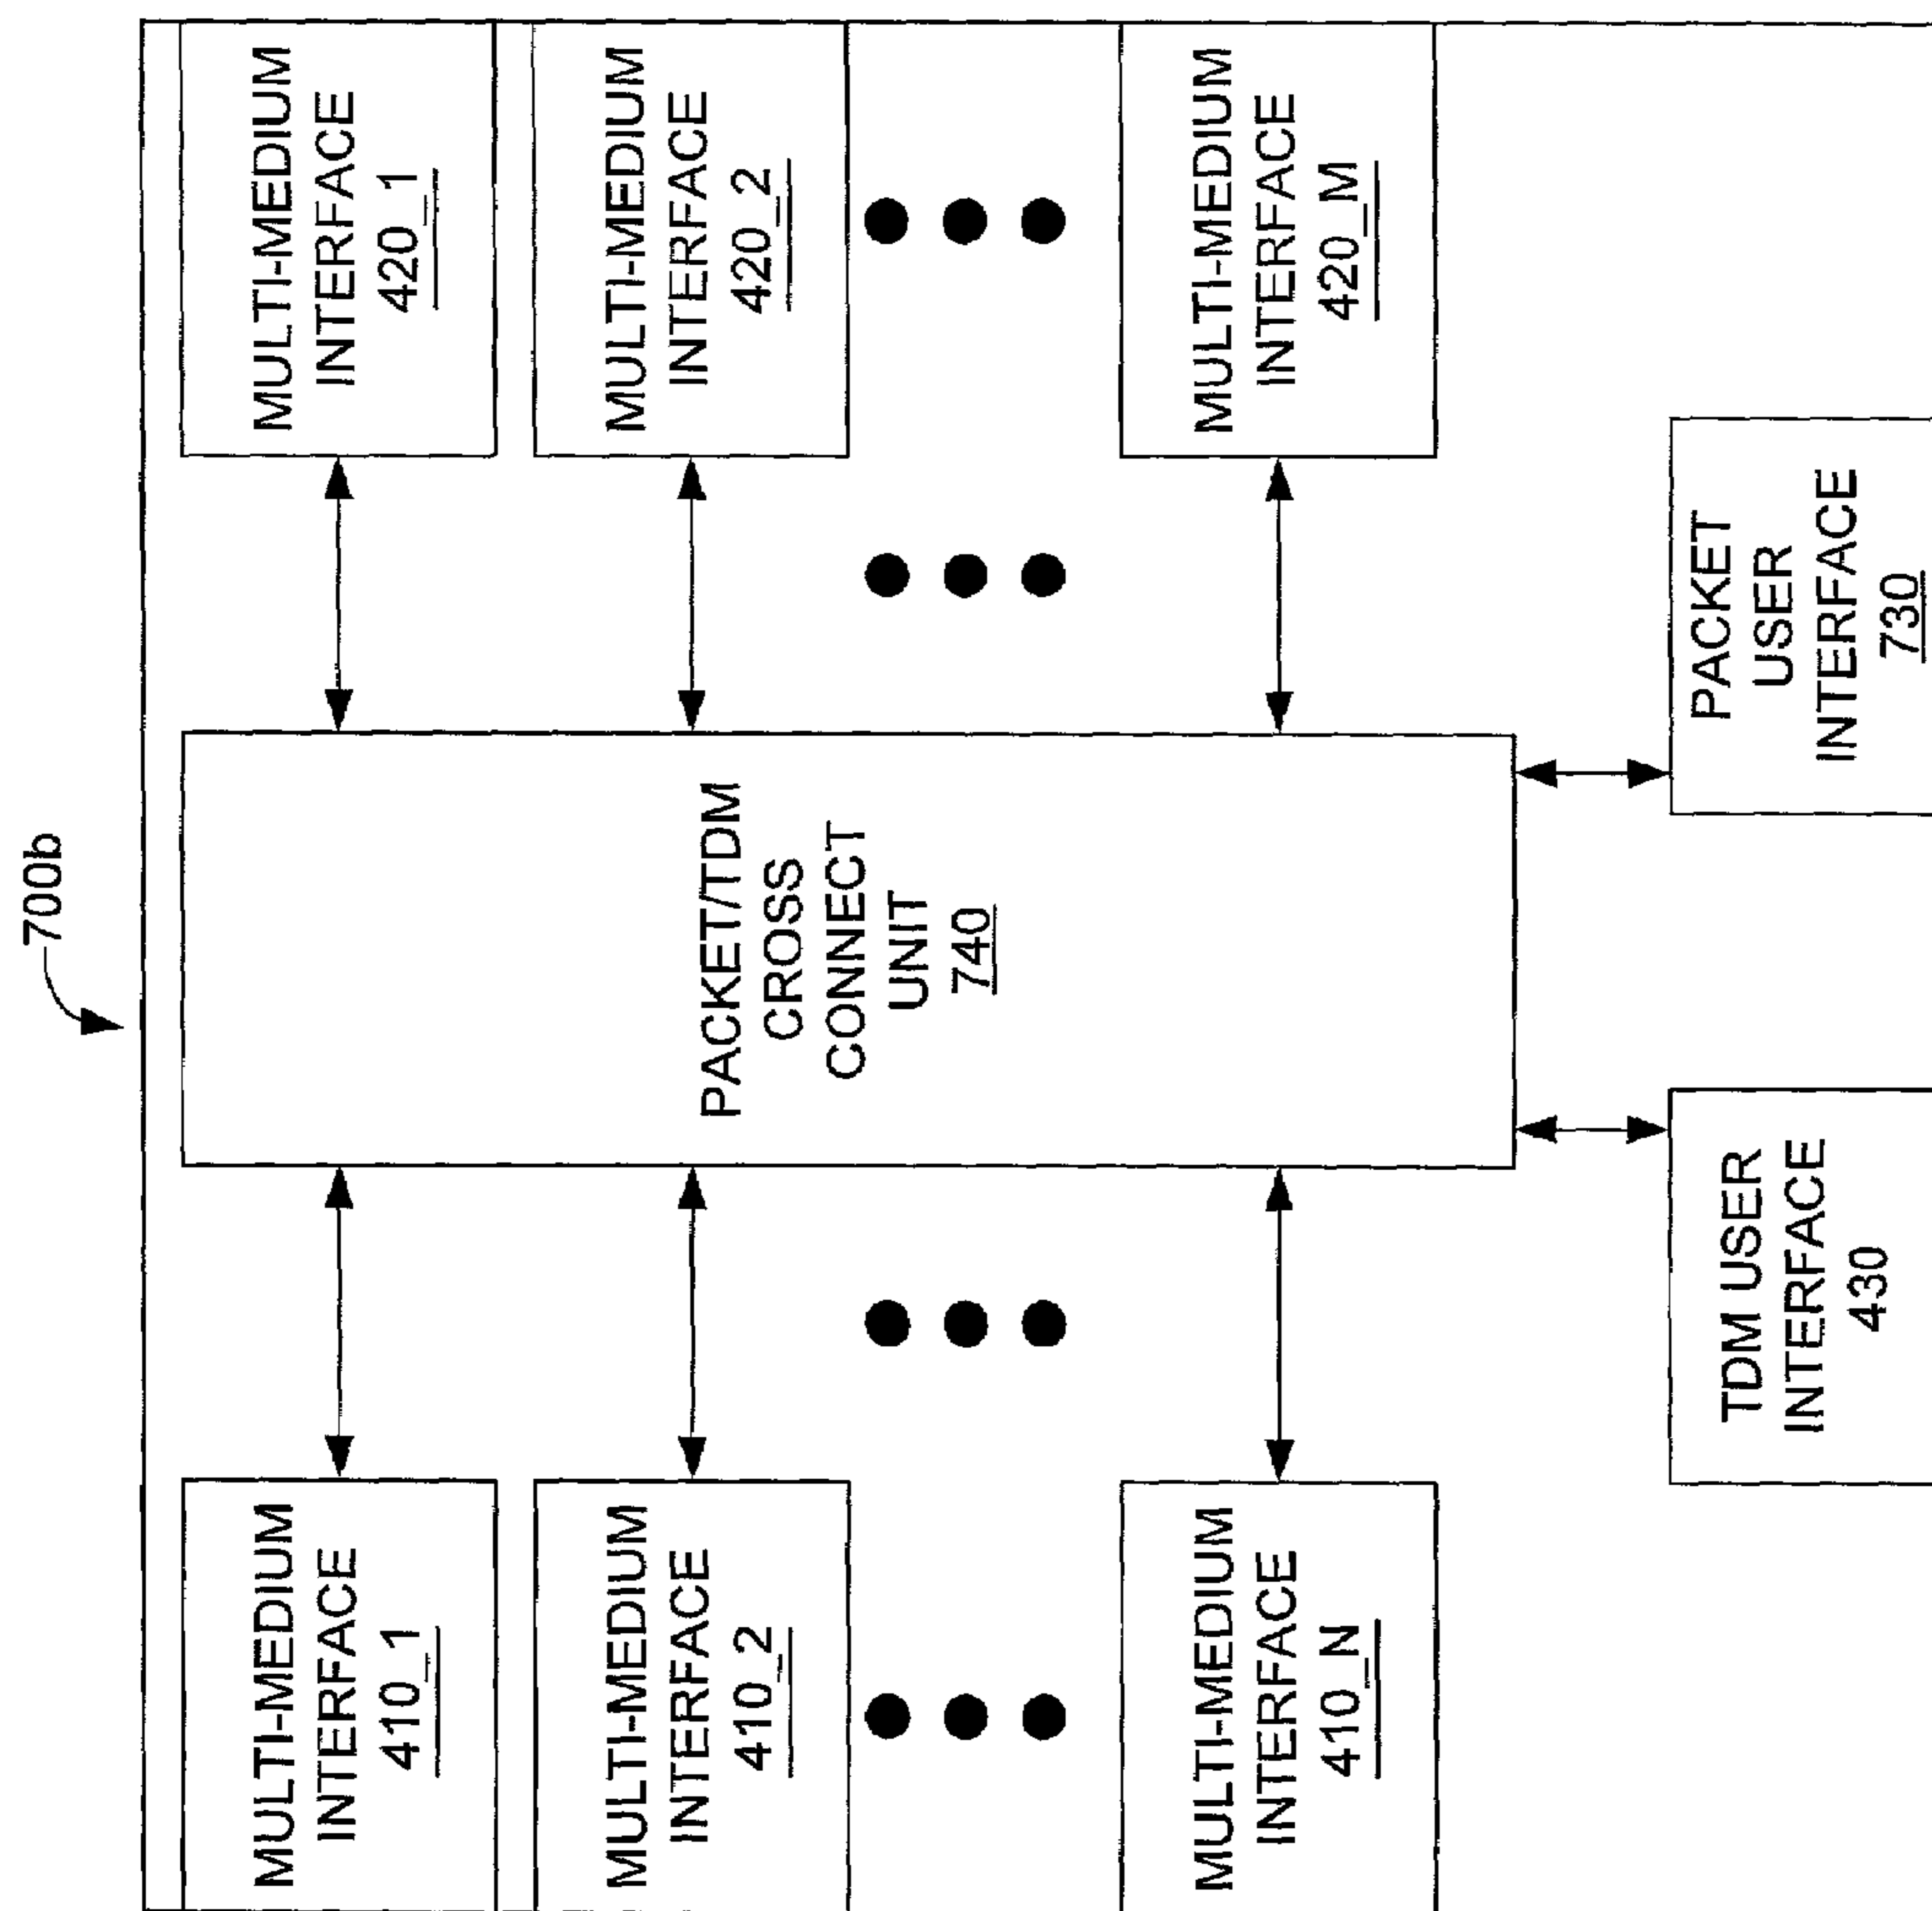 700b
MULTI-MEDIUM
INTERFACE
410_1
MULTI-MEDIUM
INTERFACE
410_2
MULTI-MEDIUM
INTERFACE
410_N
PACKET/TDM
CROSS
CONNECT
UNIT
740
MULTI-MEDIUM
INTERFACE
420_1
MULTI-MEDIUM
INTERFACE
420_2
MULTI-MEDIUM
INTERFACE
420_M
TDM USER
INTERFACE
430
PACKET
USER
INTERFACE
730